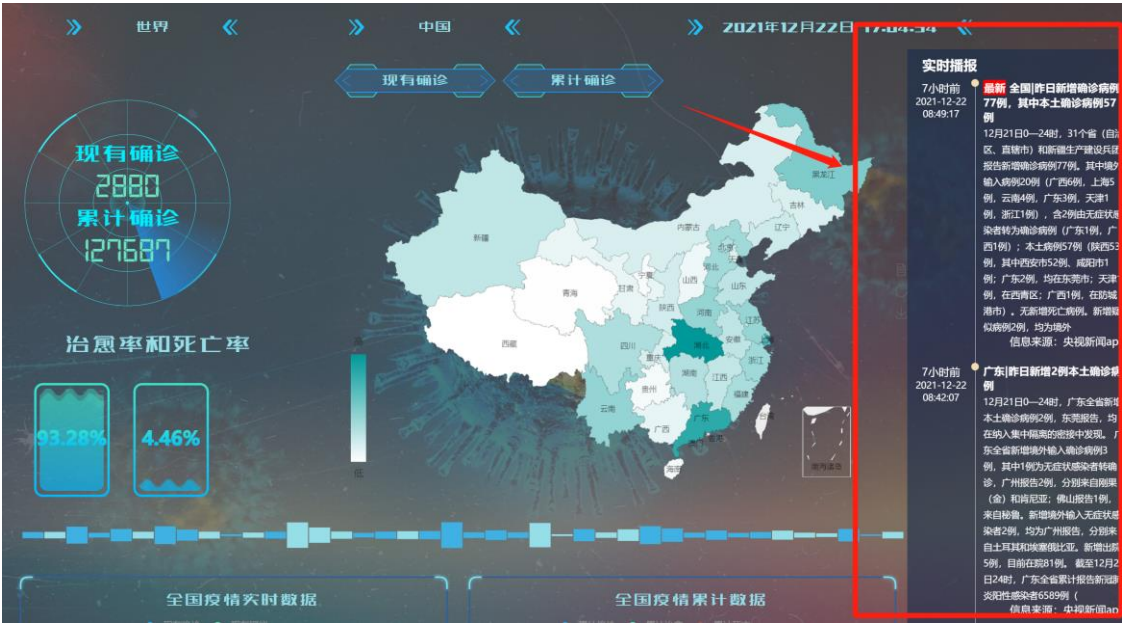 世界
中国
2021年12月22日 17:04:54
现有确诊
累计确诊
现有确诊
2880
累计确诊
127687
治愈率和死亡率
93.28%
4.46%
黑龙江
吉林
辽宁
内蒙古
新疆
北京
天津
河北
山西
宁夏
山东
青海
甘肃
陕西
河南
江苏
西藏
四川
湖北
安徽
重庆
浙江
湖南
江西
贵州
福建
云南
台湾
广西
广东
香港
澳门
海南
南海诸岛
低
全国疫情实时数据
全国疫情累计数据
实时播报
7小时前
2021-12-22
08:49:17
最新 全国|昨日新增确诊病例
77例，其中本土确诊病例57
例
12月21日0—24时，31个省（自治
区、直辖市）和新疆生产建设兵团
报告新增确诊病例77例。其中境外
输入病例20例（广西6例，上海5
例，云南4例，广东3例，天津1
例，浙江1例），含2例由无症状感
染者转为确诊病例（广东1例，广
西1例）；本土病例57例（陕西53
例，其中西安市52例、咸阳市1
例；广东2例，均在东莞市；天津1
例，在西青区；广西1例，在防城
港市）。无新增死亡病例。新增疑
似病例2例，均为境外
信息来源：央视新闻ap
7小时前
2021-12-22
08:42:07
广东|昨日新增2例本土确诊病
例
12月21日0—24时，广东全省新增
本土确诊病例2例，东莞报告，均
在纳入集中隔离的密接中发现。广
东全省新增境外输入确诊病例3
例，其中1例为无症状感染者转确
诊，广州报告2例，分别来自刚果
（金）和肯尼亚；佛山报告1例，
来自秘鲁。新增境外输入无症状感
染者2例，均为广州报告，分别来
自土耳其和埃塞俄比亚。新增出院
5例，目前在院81例。 截至12月2
日24时，广东全省累计报告新冠肺
炎阳性感染者6589例（
信息来源：央视新闻ap